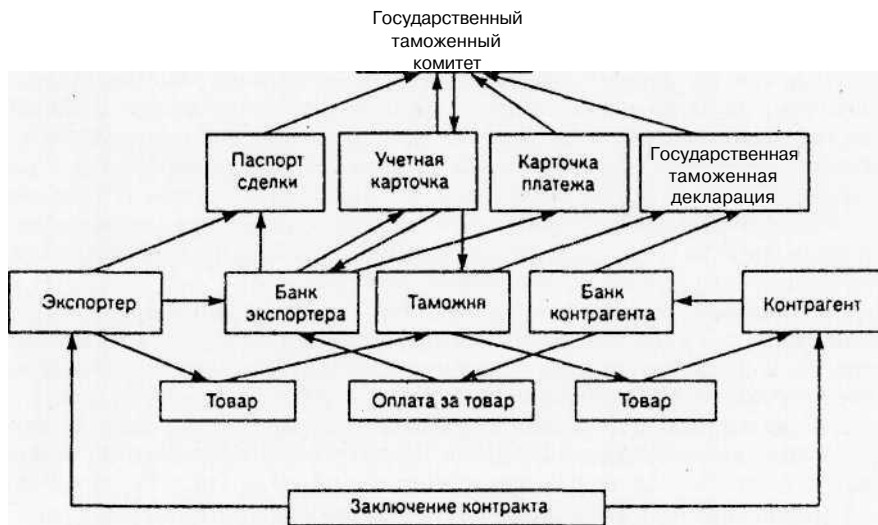 Государственный
таможенный
комитет
Паспорт
сделки
Учетная
карточка
Карточка
платежа
Государственная
таможенная
декларация
Экспортер
Банк
экспортера
Таможня
Банк
контрагента
Контрагент
Товар
Оплата за товар
Товар
Заключение контракта